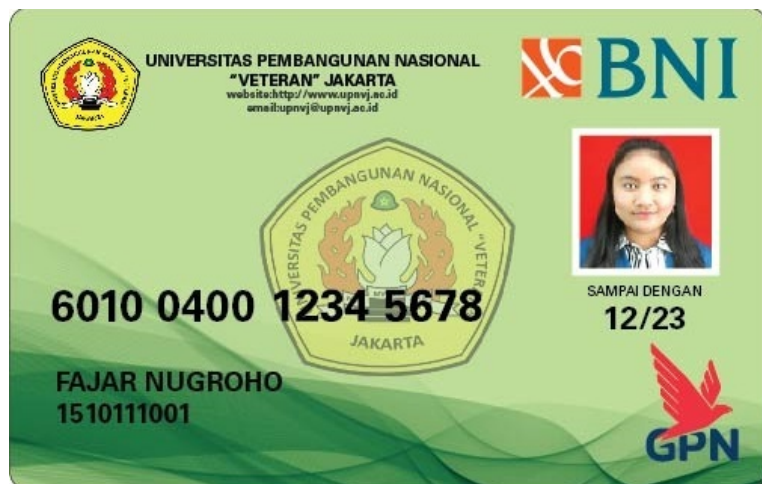 UNIVERSITAS PEMBANGUNAN NASIONAL
"VETERAN" JAKARTA
website:http://www.upnvj.ac.id
email:upnvj@upnvj.ac.id
BNI
UNIVERSITAS PEMBANGUNAN NASIONAL "VETERAN"
JAKARTA
6010 0400 1234 5678
SAMPAI DENGAN
12/23
FAJAR NUGROHO
1510111001
GPN